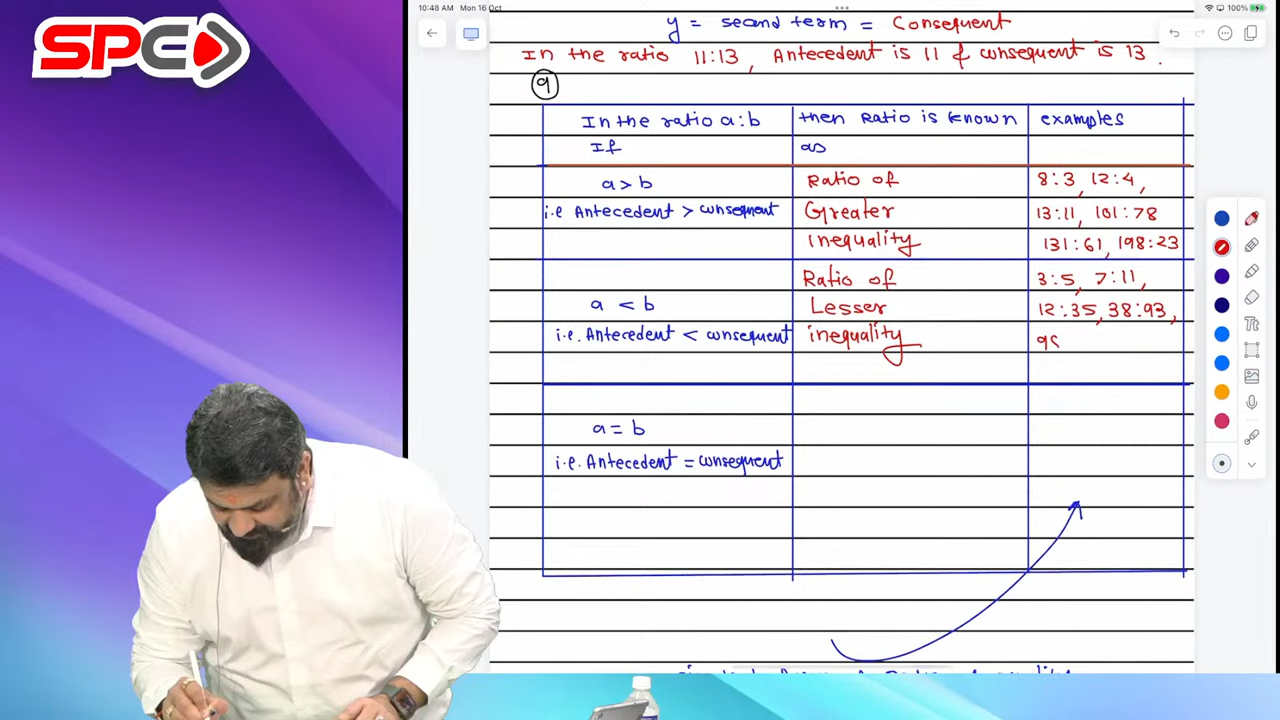 10:48 AM Mon 16 Oct
100%
SPC
y = second term = Consequent
In the ratio 11:13, Antecedent is 11 & consequent is 13.
9
In the ratio a:b
If
then Ratio is known
as
examples
a > b
i.e Antecedent > consequent
Ratio of
Greater
inequality
8:3, 12:4,
13:11, 101:78
131:61, 198:23
a < b
i.e. Antecedent < consequent
Ratio of
Lesser
inequality
3:5, 7:11,
12:35, 38:93,
a = b
i.e. Antecedent = consequent
Tt